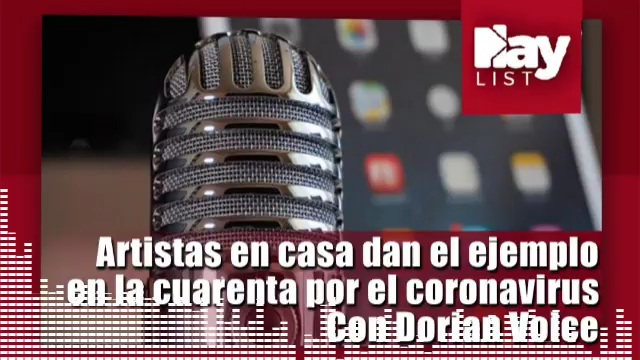 Play
LIST
Artistas en casa dan el ejemplo
en la cuarenta por el coronavirus
Con Dorian Voice